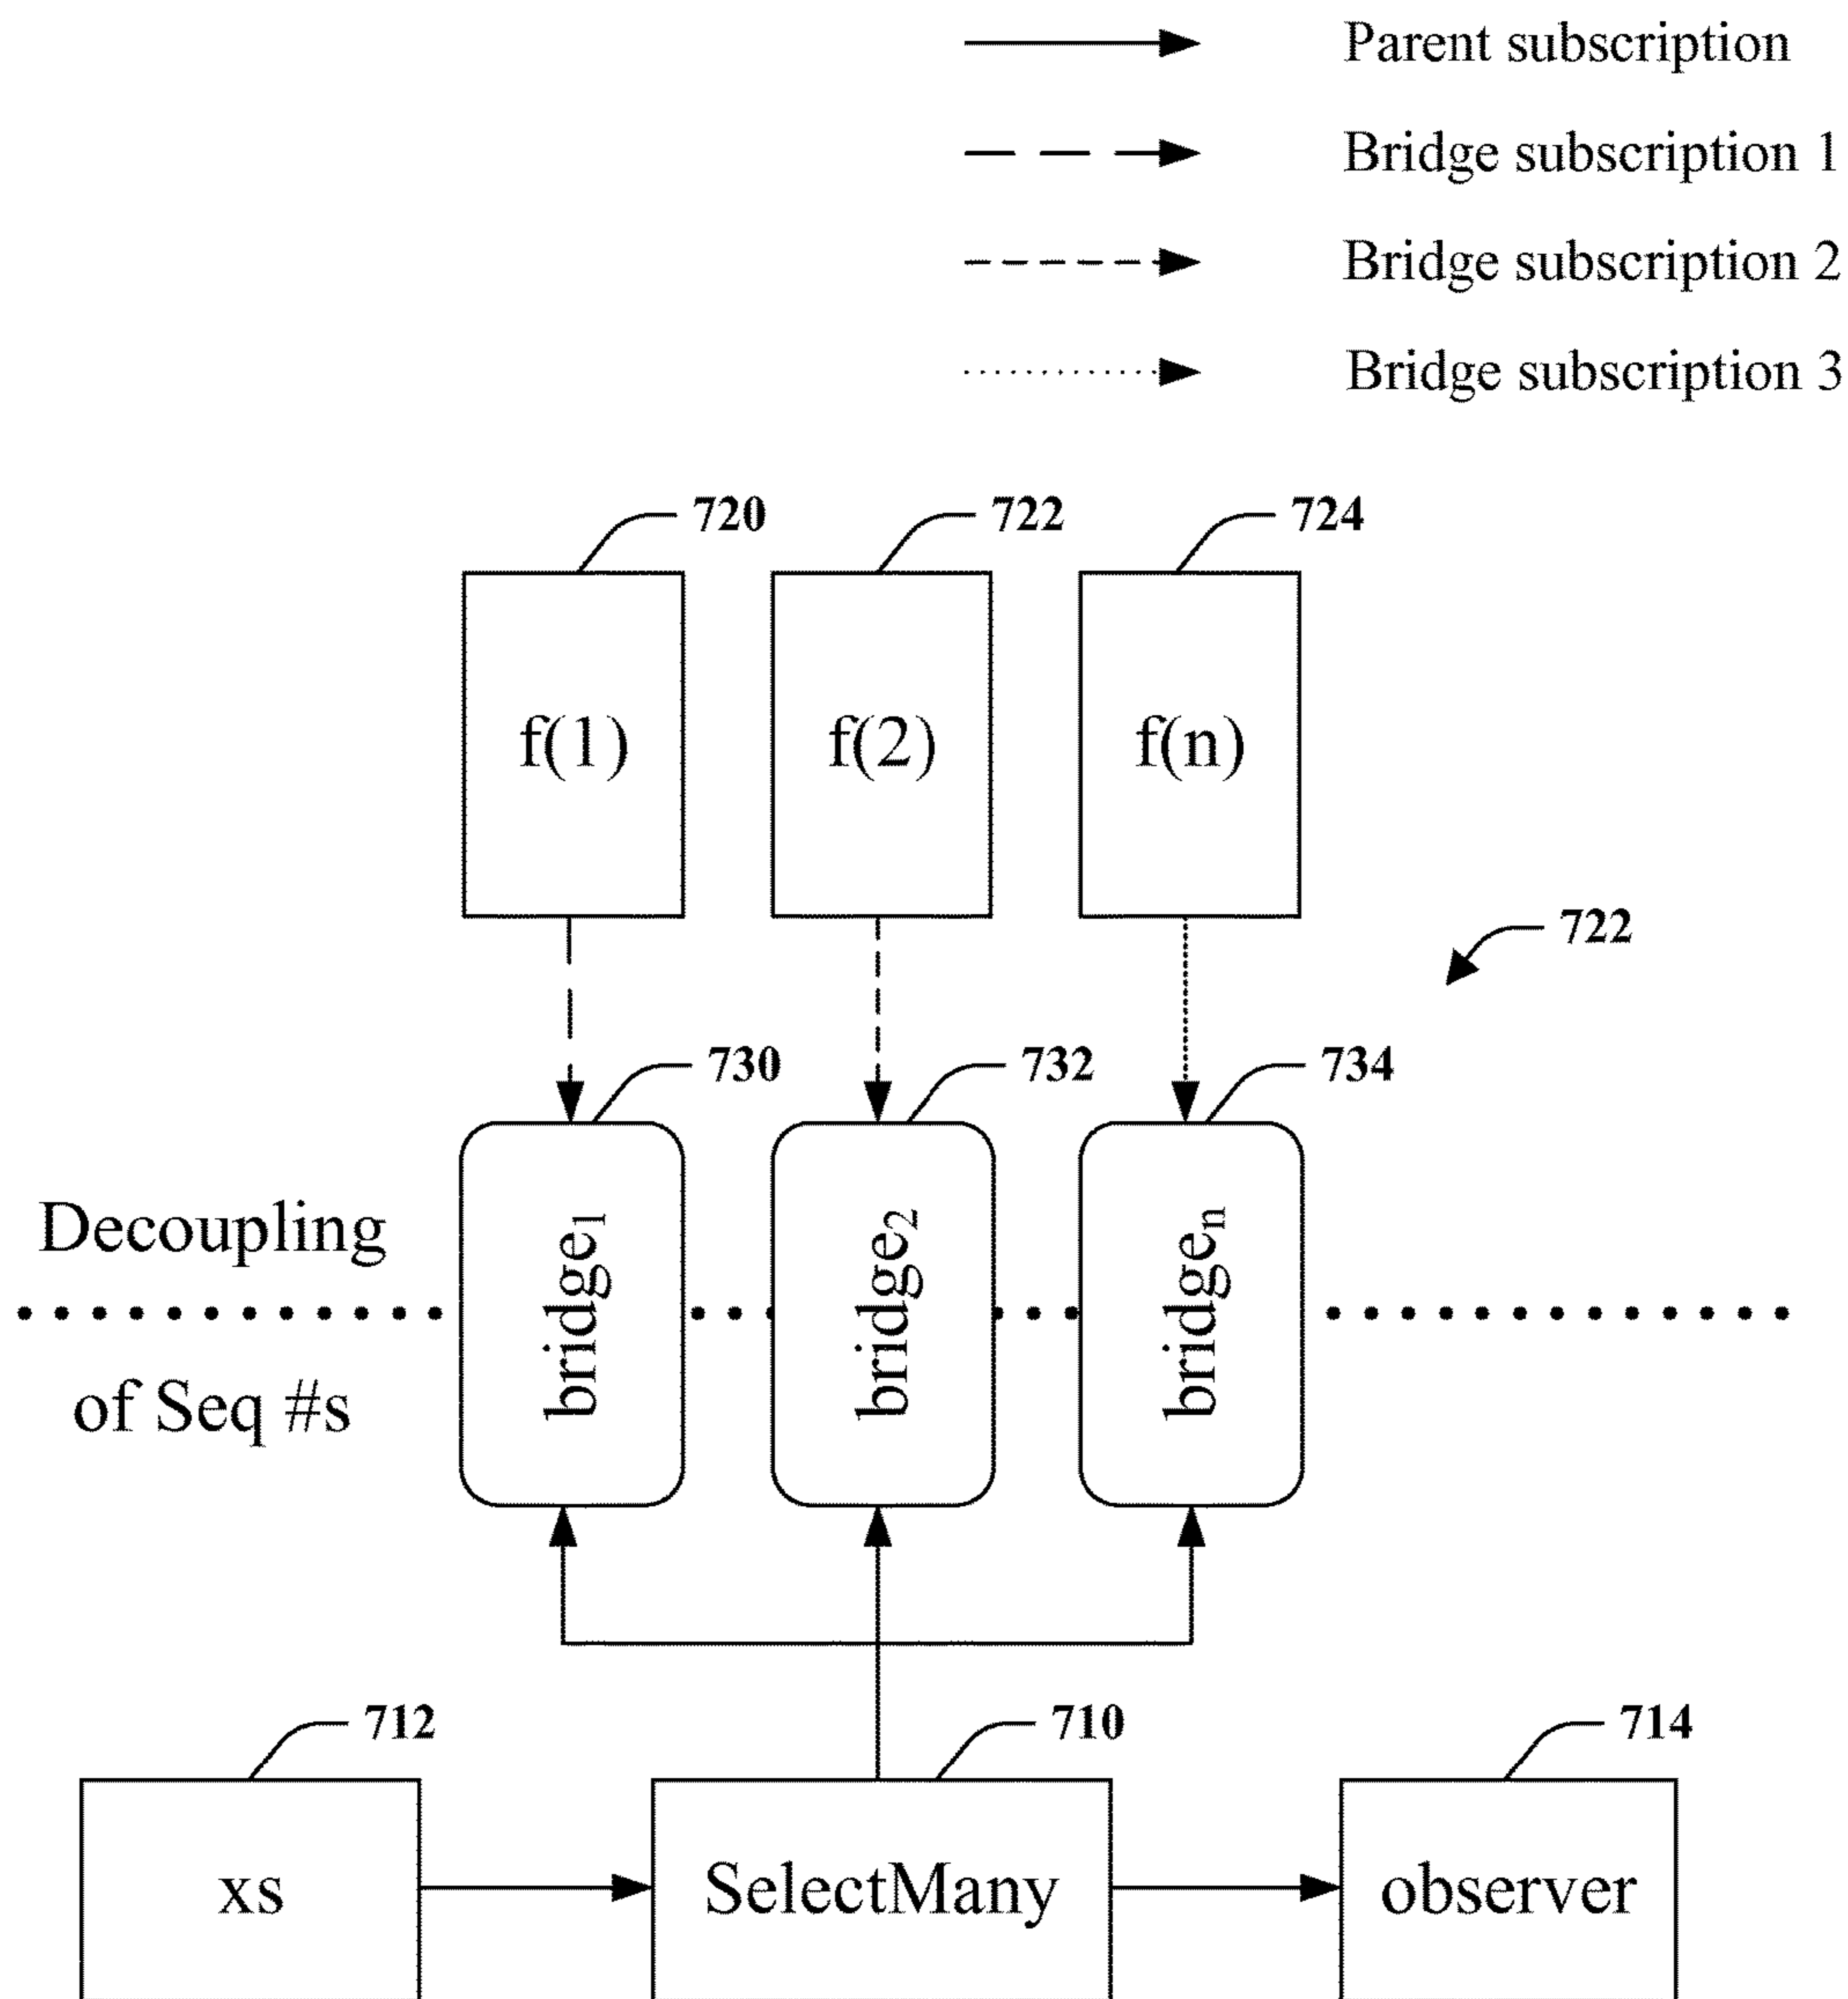 Parent subscription
Bridge subscription 1
Bridge subscription 2
Bridge subscription 3
720
722
724
f(1)
f(2)
f(n)
722
730
732
734
Decoupling
of Seq #s
bridge1
bridge2
bridgen
712
710
714
xs
SelectMany
observer